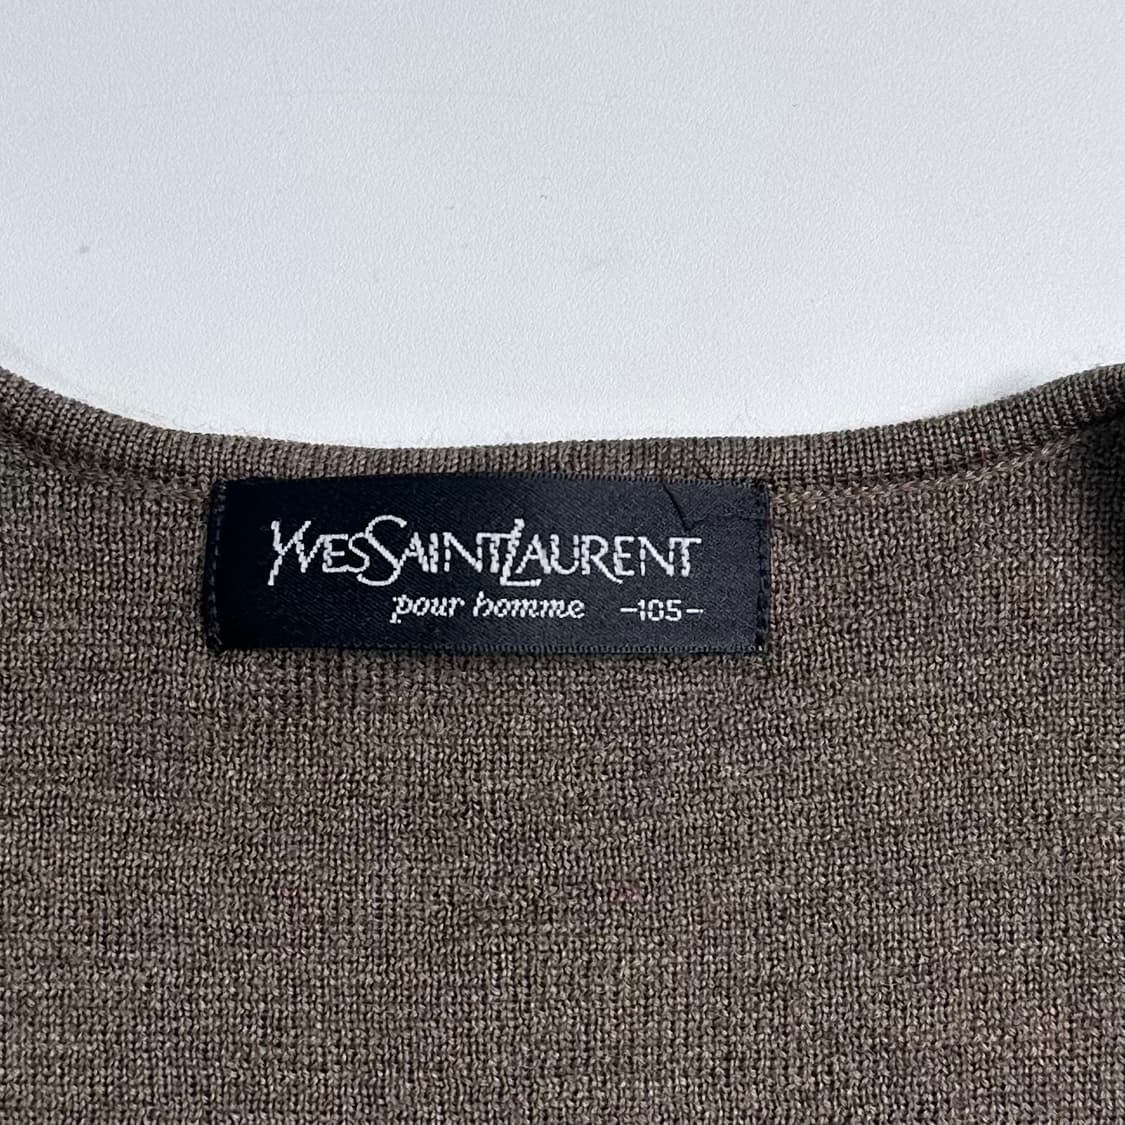 YVESSAINTLAURENT
pour homme -105-